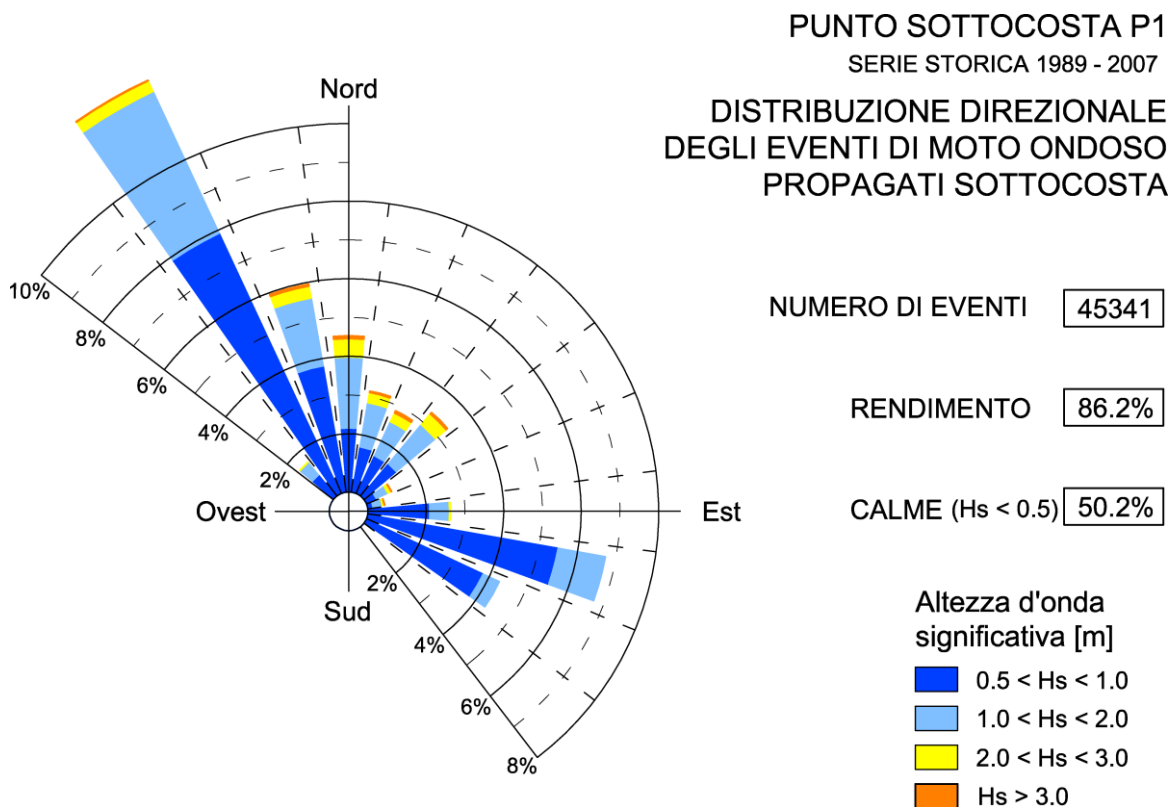 PUNTO SOTTOCOSTA P1
SERIE STORICA 1989 - 2007
DISTRIBUZIONE DIREZIONALE
DEGLI EVENTI DI MOTO ONDOSO
PROPAGATI SOTTOCOSTA
Nord
10%
8%
6%
4%
2%
Ovest
Est
Sud
2%
4%
6%
8%
NUMERO DI EVENTI 45341
RENDIMENTO 86.2%
CALME (Hs < 0.5) 50.2%
Altezza d'onda
significativa [m]
0.5 < Hs < 1.0
1.0 < Hs < 2.0
2.0 < Hs < 3.0
Hs > 3.0